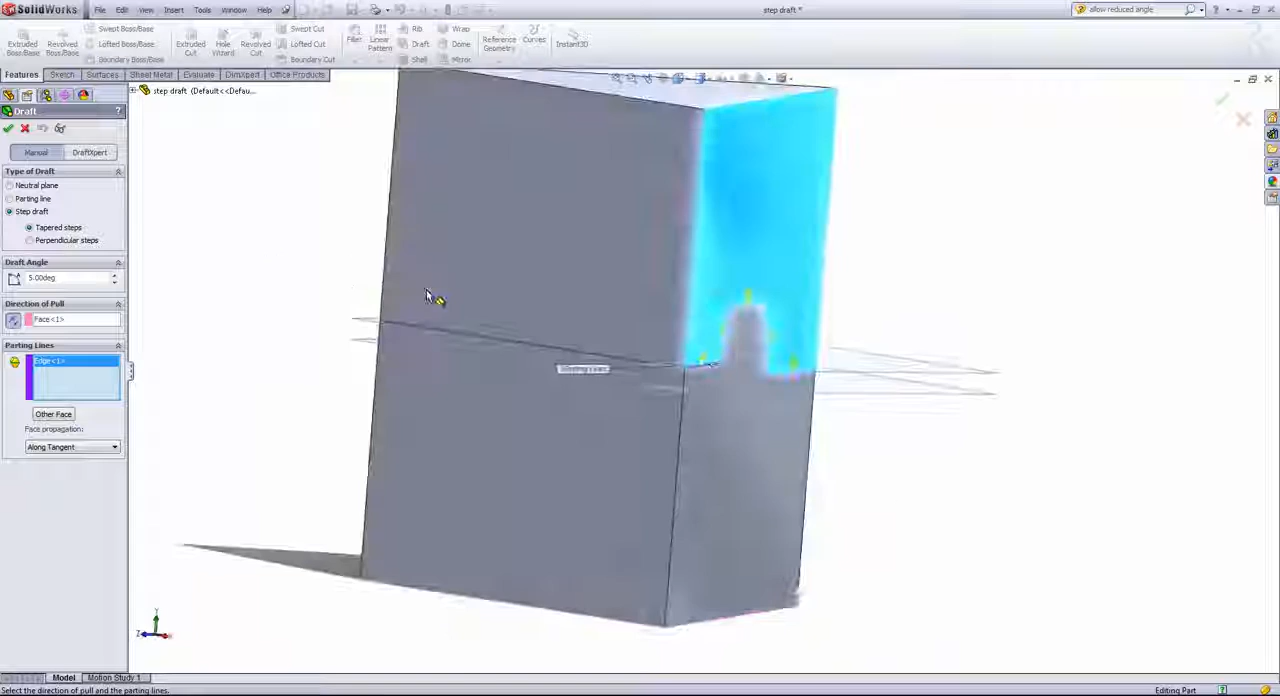 SolidWorks File Edit View Insert Tools Window Help step draft * allow reduced angle
Extruded Boss/Base Revolved Boss/Base Swept Boss/Base Lofted Boss/Base Boundary Boss/Base Extruded Cut Hole Wizard Revolved Cut Swept Cut Lofted Cut Boundary Cut Fillet Linear Pattern Rib Draft Shell Wrap Dome Mirror Reference Geometry Curves Instant3D
Features Sketch Surfaces Sheet Metal Evaluate DimXpert Office Products
step draft (Default<<Defau...
Draft ?
Manual DraftXpert
Type of Draft
Neutral plane
Parting line
Step draft
Tapered steps
Perpendicular steps
Draft Angle
5.00deg
Direction of Pull
Face<1>
Parting Lines
Edge<1>
Other Face
Face propagation:
Along Tangent
Parting Lines
Y
Z
Model Motion Study 1
Select the direction of pull and the parting lines. Editing Part